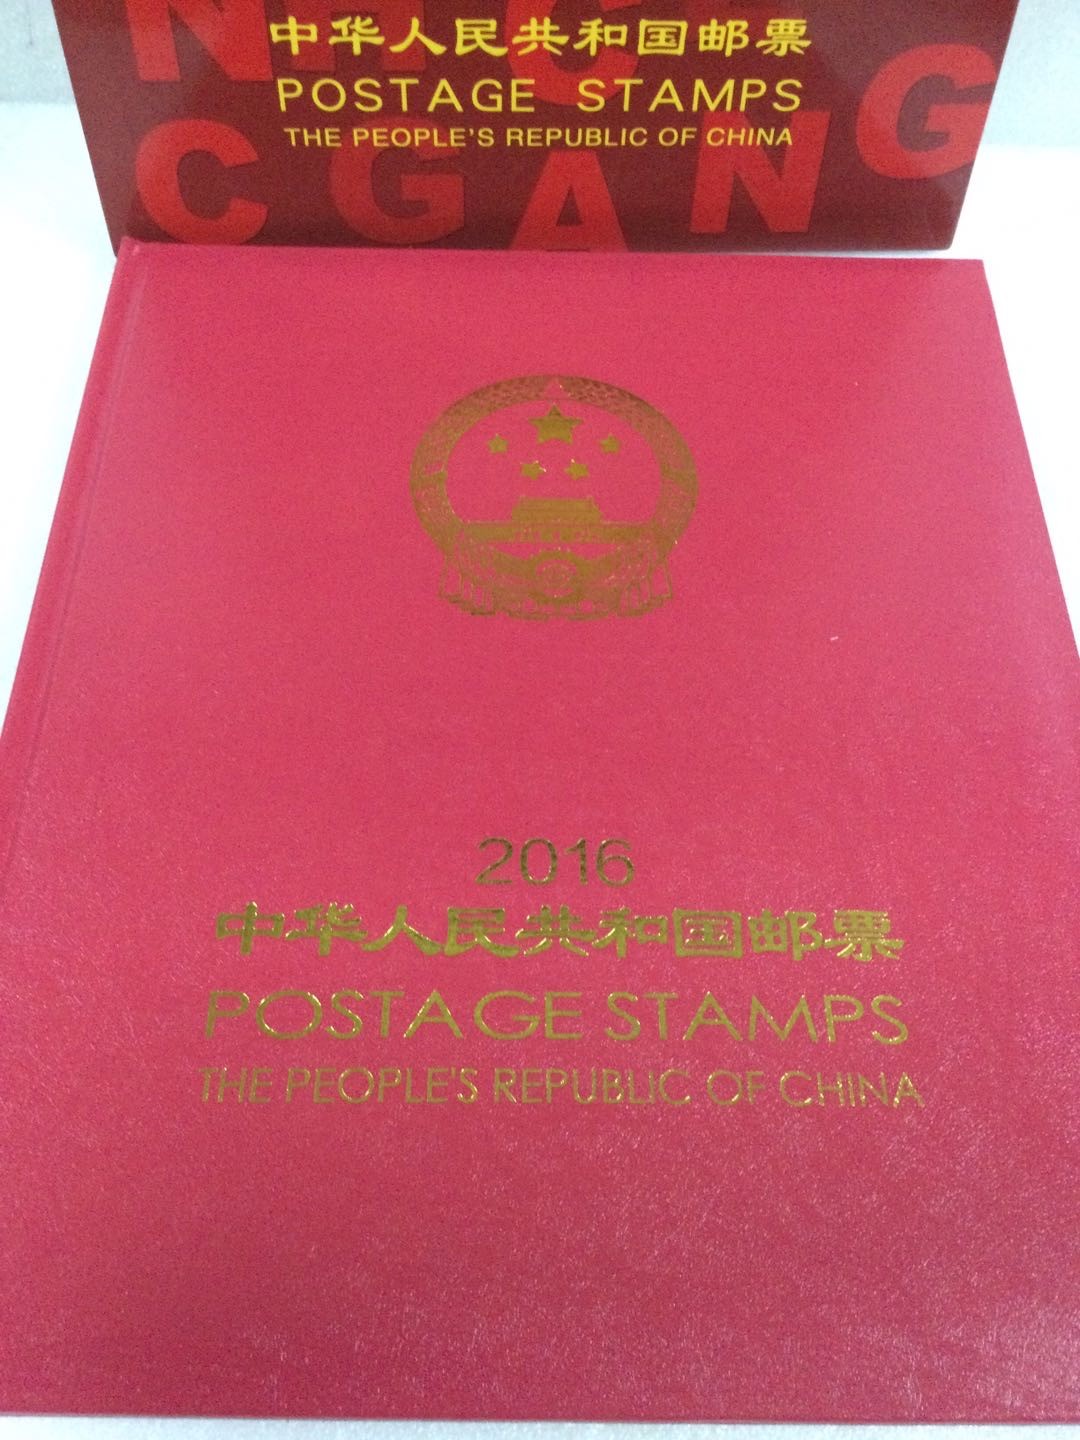 中华人民共和国邮票
POSTAGE STAMPS
THE PEOPLE'S REPUBLIC OF CHINA
C G A N G
2016
中华人民共和国邮票
POSTAGE STAMPS
THE PEOPLE'S REPUBLIC OF CHINA